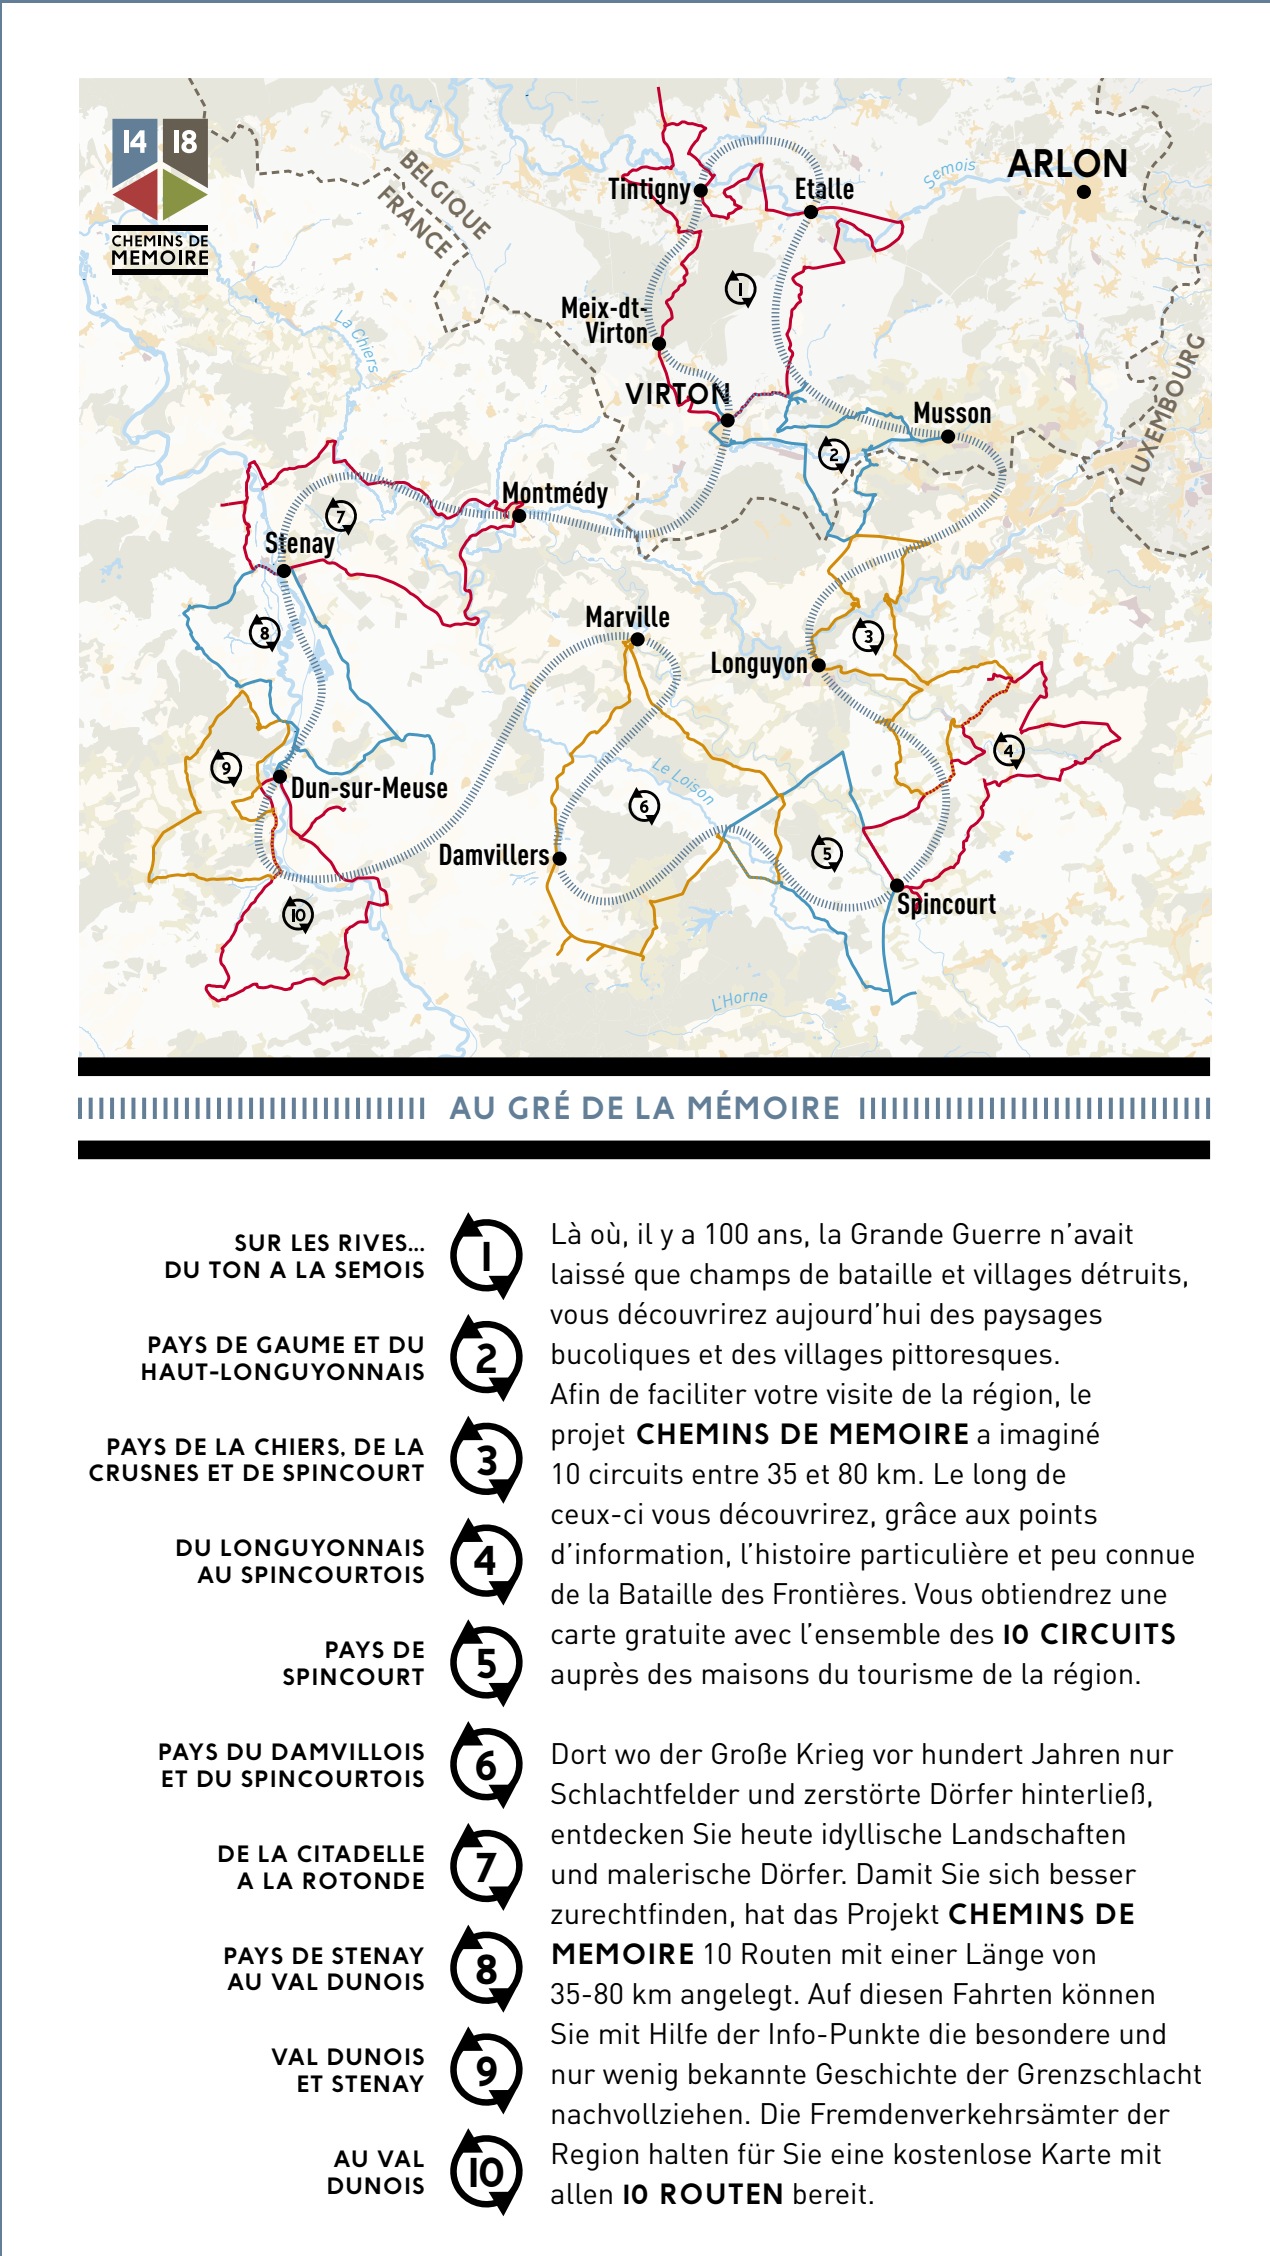 14 18
CHEMINS DE
MEMOIRE
BELGIQUE
FRANCE
Tintigny
Etalle
Semois
ARLON
1
Meix-dt-
Virton
La Chiers
LUXEMBOURG
VIRTON
Musson
2
Montmédy
7
Stenay
Marville
8
3
Longuyon
4
9
Le Loison
Dun-sur-Meuse
6
Damvillers
5
Spincourt
10
L'Horne
AU GRÉ DE LA MÉMOIRE
SUR LES RIVES...
DU TON A LA SEMOIS
1
PAYS DE GAUME ET DU
HAUT-LONGUYONNAIS
2
PAYS DE LA CHIERS, DE LA
CRUSNES ET DE SPINCOURT
3
DU LONGUYONNAIS
AU SPINCOURTOIS
4
PAYS DE
SPINCOURT
5
PAYS DU DAMVILLOIS
ET DU SPINCOURTOIS
6
DE LA CITADELLE
A LA ROTONDE
7
PAYS DE STENAY
AU VAL DUNOIS
8
VAL DUNOIS
ET STENAY
9
AU VAL
DUNOIS
10
Là où, il y a 100 ans, la Grande Guerre n'avait
laissé que champs de bataille et villages détruits,
vous découvrirez aujourd'hui des paysages
bucoliques et des villages pittoresques.
Afin de faciliter votre visite de la région, le
projet CHEMINS DE MEMOIRE a imaginé
10 circuits entre 35 et 80 km. Le long de
ceux-ci vous découvrirez, grâce aux points
d'information, l'histoire particulière et peu connue
de la Bataille des Frontières. Vous obtiendrez une
carte gratuite avec l'ensemble des 10 CIRCUITS
auprès des maisons du tourisme de la région.
Dort wo der Große Krieg vor hundert Jahren nur
Schlachtfelder und zerstörte Dörfer hinterließ,
entdecken Sie heute idyllische Landschaften
und malerische Dörfer. Damit Sie sich besser
zurechtfinden, hat das Projekt CHEMINS DE
MEMOIRE 10 Routen mit einer Länge von
35-80 km angelegt. Auf diesen Fahrten können
Sie mit Hilfe der Info-Punkte die besondere und
nur wenig bekannte Geschichte der Grenzschlacht
nachvollziehen. Die Fremdenverkehrsämter der
Region halten für Sie eine kostenlose Karte mit
allen 10 ROUTEN bereit.